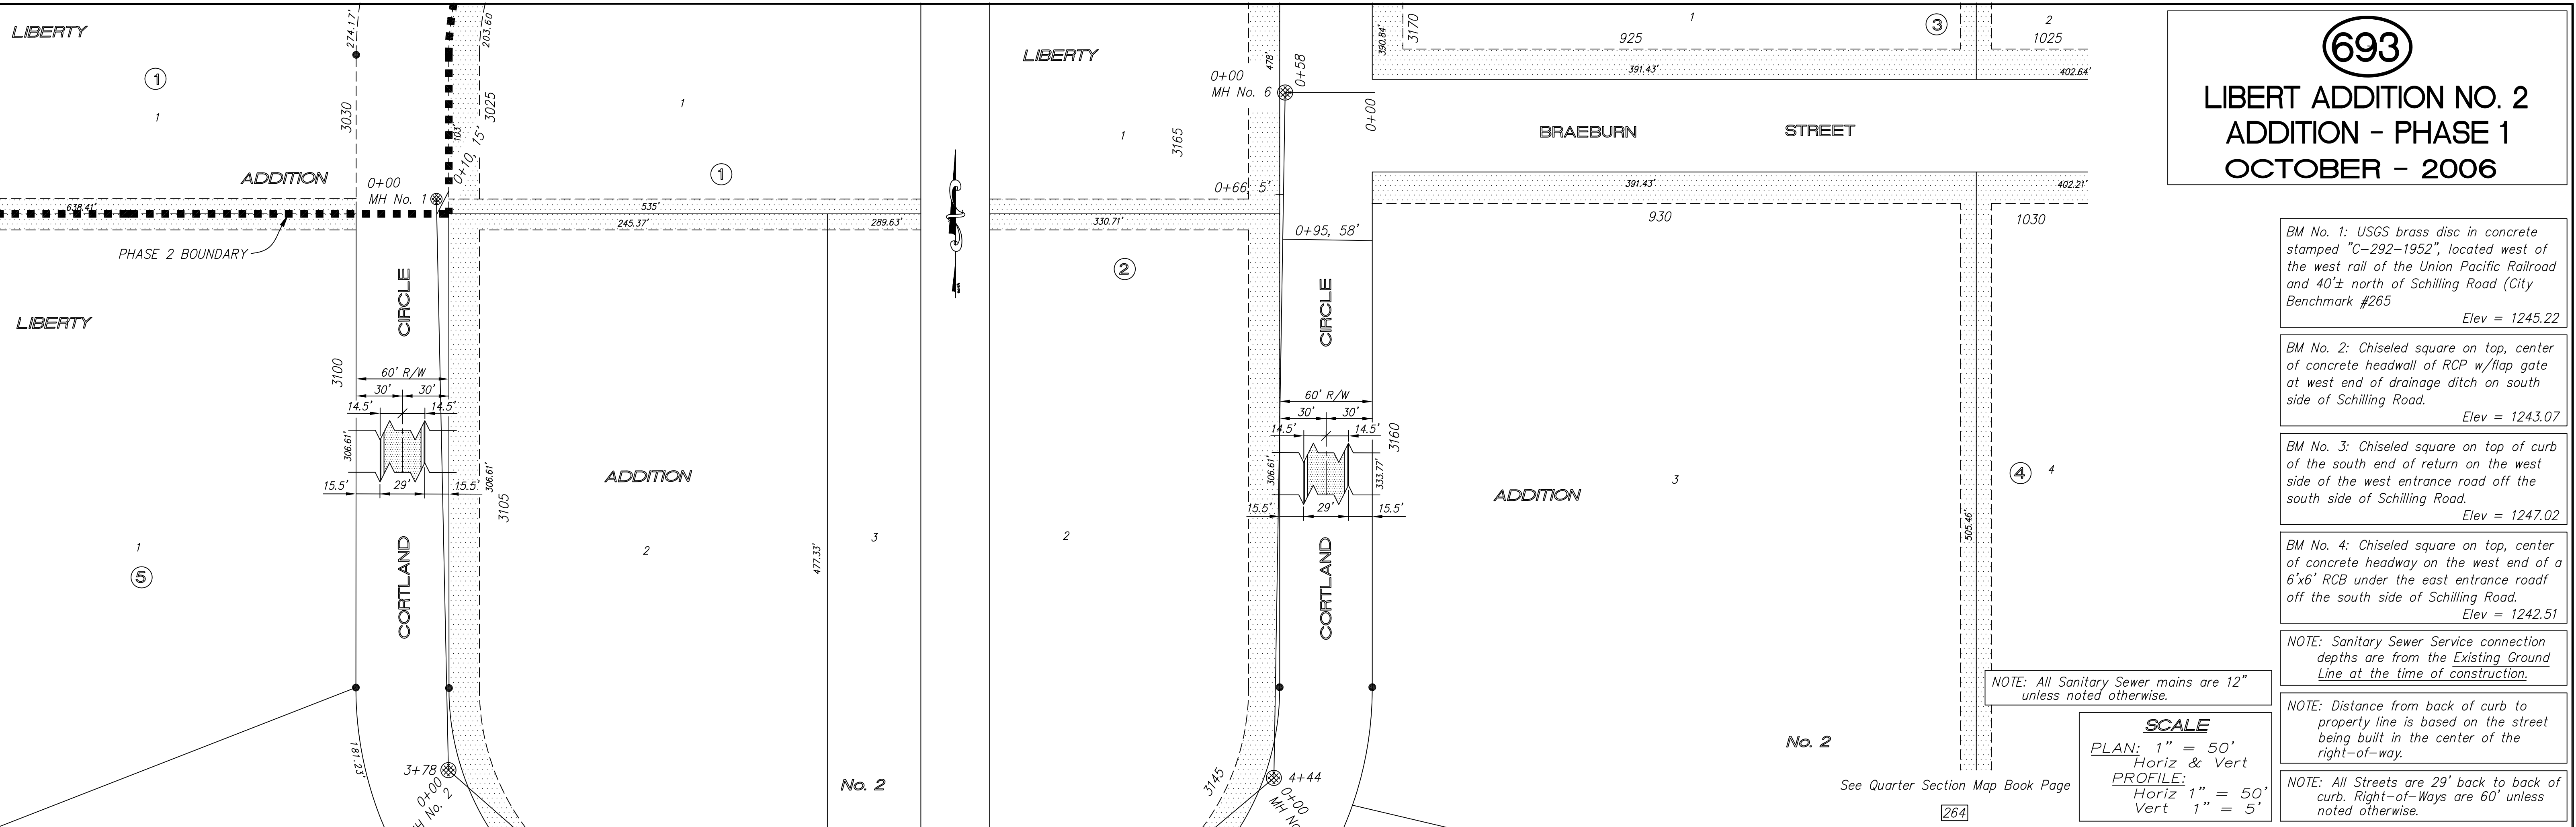 LIBERTY
274.17'
203.60'
1
1
3030
3025
103'
0+10, 15'
1
1
ADDITION
0+00
MH No. 1
638.41'
535'
245.37'
289.63'
PHASE 2 BOUNDARY
LIBERTY
CIRCLE
3100
60' R/W
30' 30'
14.5' 14.5'
306.61'
306.61'
15.5' 29' 15.5'
3105
ADDITION
CORTLAND
1
5
2
477.33'
3
181.23'
3+78
0+00
MH No. 2
No. 2
LIBERTY
478'
0+58
390.84'
3170
1
3
2
925
1025
0+00
MH No. 6
391.43'
402.64'
0+00
1
3165
BRAEBURN STREET
0+66, 5'
391.43'
402.21'
330.71'
930
1030
0+95, 58'
2
CIRCLE
60' R/W
30' 30'
14.5' 14.5'
3160
306.61'
333.77'
15.5' 29' 15.5'
ADDITION
3
4
4
505.46'
2
CORTLAND
No. 2
3145
4+44
0+00
See Quarter Section Map Book Page
264
693
LIBERT ADDITION NO. 2
ADDITION - PHASE 1
OCTOBER - 2006
BM No. 1: USGS brass disc in concrete
stamped "C-292-1952", located west of
the west rail of the Union Pacific Railroad
and 40'± north of Schilling Road (City
Benchmark #265
Elev = 1245.22
BM No. 2: Chiseled square on top, center
of concrete headwall of RCP w/flap gate
at west end of drainage ditch on south
side of Schilling Road.
Elev = 1243.07
BM No. 3: Chiseled square on top of curb
of the south end of return on the west
side of the west entrance road off the
south side of Schilling Road.
Elev = 1247.02
BM No. 4: Chiseled square on top, center
of concrete headway on the west end of a
6'x6' RCB under the east entrance roadf
off the south side of Schilling Road.
Elev = 1242.51
NOTE: Sanitary Sewer Service connection
depths are from the Existing Ground
Line at the time of construction.
NOTE: All Sanitary Sewer mains are 12"
unless noted otherwise.
NOTE: Distance from back of curb to
property line is based on the street
being built in the center of the
right-of-way.
SCALE
PLAN: 1" = 50'
Horiz & Vert
PROFILE:
Horiz 1" = 50'
Vert 1" = 5'
NOTE: All Streets are 29' back to back of
curb. Right-of-Ways are 60' unless
noted otherwise.